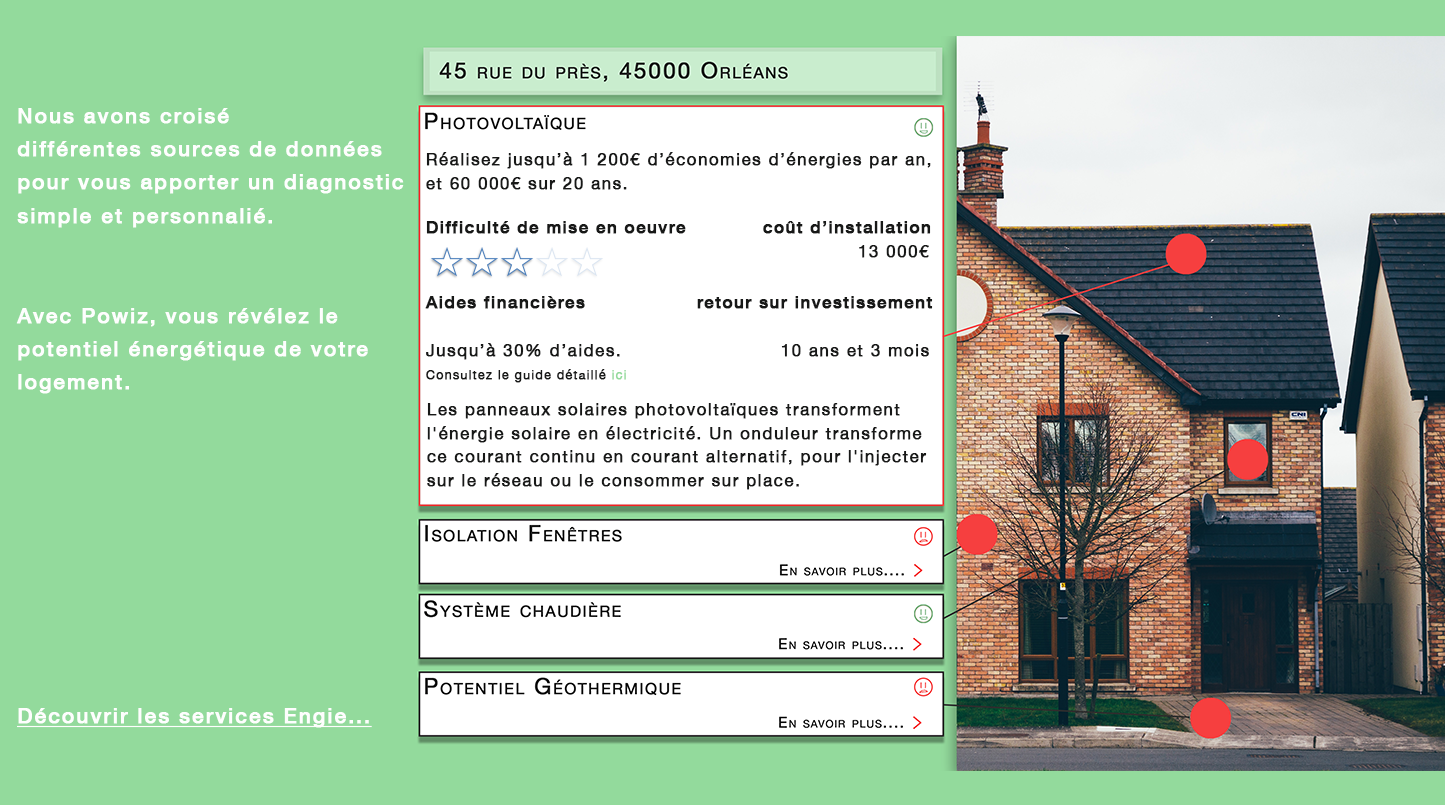 45 rue du près, 45000 Orléans
Nous avons croisé
différentes sources de données
pour vous apporter un diagnostic
simple et personnalié.
Avec Powiz, vous révélez le
potentiel énergétique de votre
logement.
Découvrir les services Engie...
Photovoltaïque
Réalisez jusqu'à 1 200€ d'économies d'énergies par an,
et 60 000€ sur 20 ans.
Difficulté de mise en oeuvre
coût d'installation
13 000€
Aides financières
retour sur investissement
Jusqu'à 30% d'aides.
10 ans et 3 mois
Consultez le guide détaillé ici
Les panneaux solaires photovoltaïques transforment
l'énergie solaire en électricité. Un onduleur transforme
ce courant continu en courant alternatif, pour l'injecter
sur le réseau ou le consommer sur place.
Isolation Fenêtres
En savoir plus.... >
Système chaudière
En savoir plus.... >
Potentiel Géothermique
En savoir plus.... >
CNI